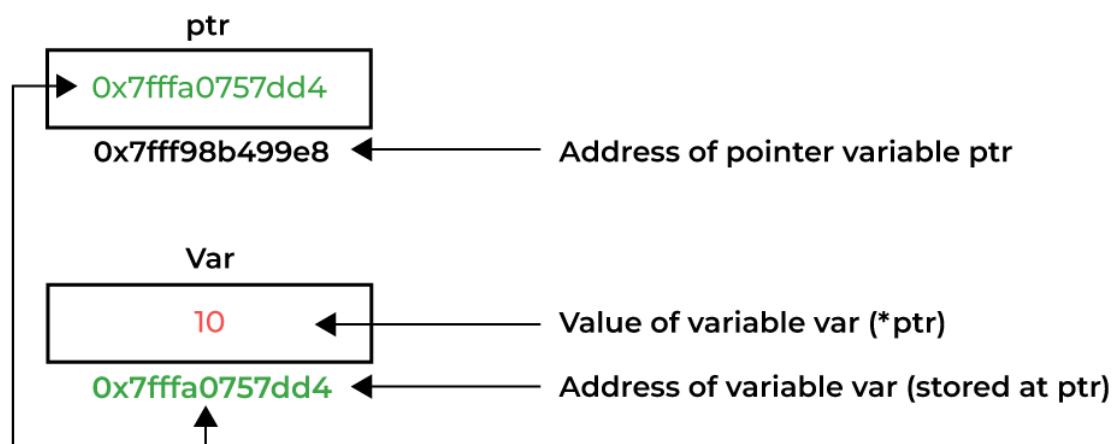 ptr
0x7fffa0757dd4
0x7fff98b499e8
Address of pointer variable ptr
Var
10
Value of variable var (*ptr)
0x7fffa0757dd4
Address of variable var (stored at ptr)